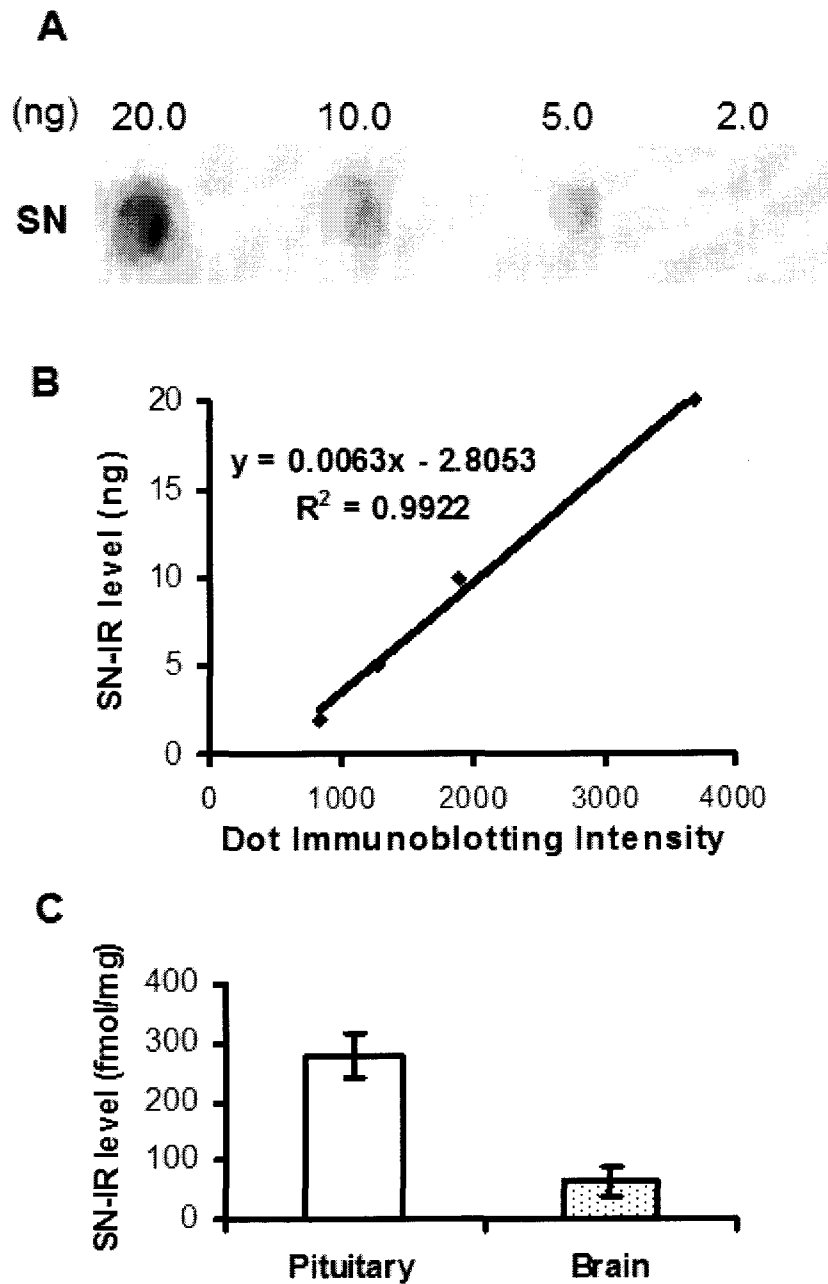 A
(ng) 20.0 10.0 5.0 2.0
SN
B
y = 0.0063x - 2.8053
R² = 0.9922
SN-IR level (ng)
20
15
10
5
0
0 1000 2000 3000 4000
Dot Immunoblotting Intensity
C
SN-IR level (fmol/mg)
400
300
200
100
0
Pituitary Brain